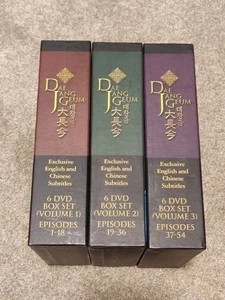 DAE
JANG
GEUM
대장금
大長今
Exclusive
English and
Chinese
Subtitles
6 DVD
BOX SET
(VOLUME 1)
EPISODES
1-18
DAE
JANG
GEUM
대장금
大長今
Exclusive
English and
Chinese
Subtitles
6 DVD
BOX SET
(VOLUME 2)
EPISODES
19-36
DAE
JANG
GEUM
대장금
大長今
Exclusive
English and
Chinese
Subtitles
6 DVD
BOX SET
(VOLUME 3)
EPISODES
37-54